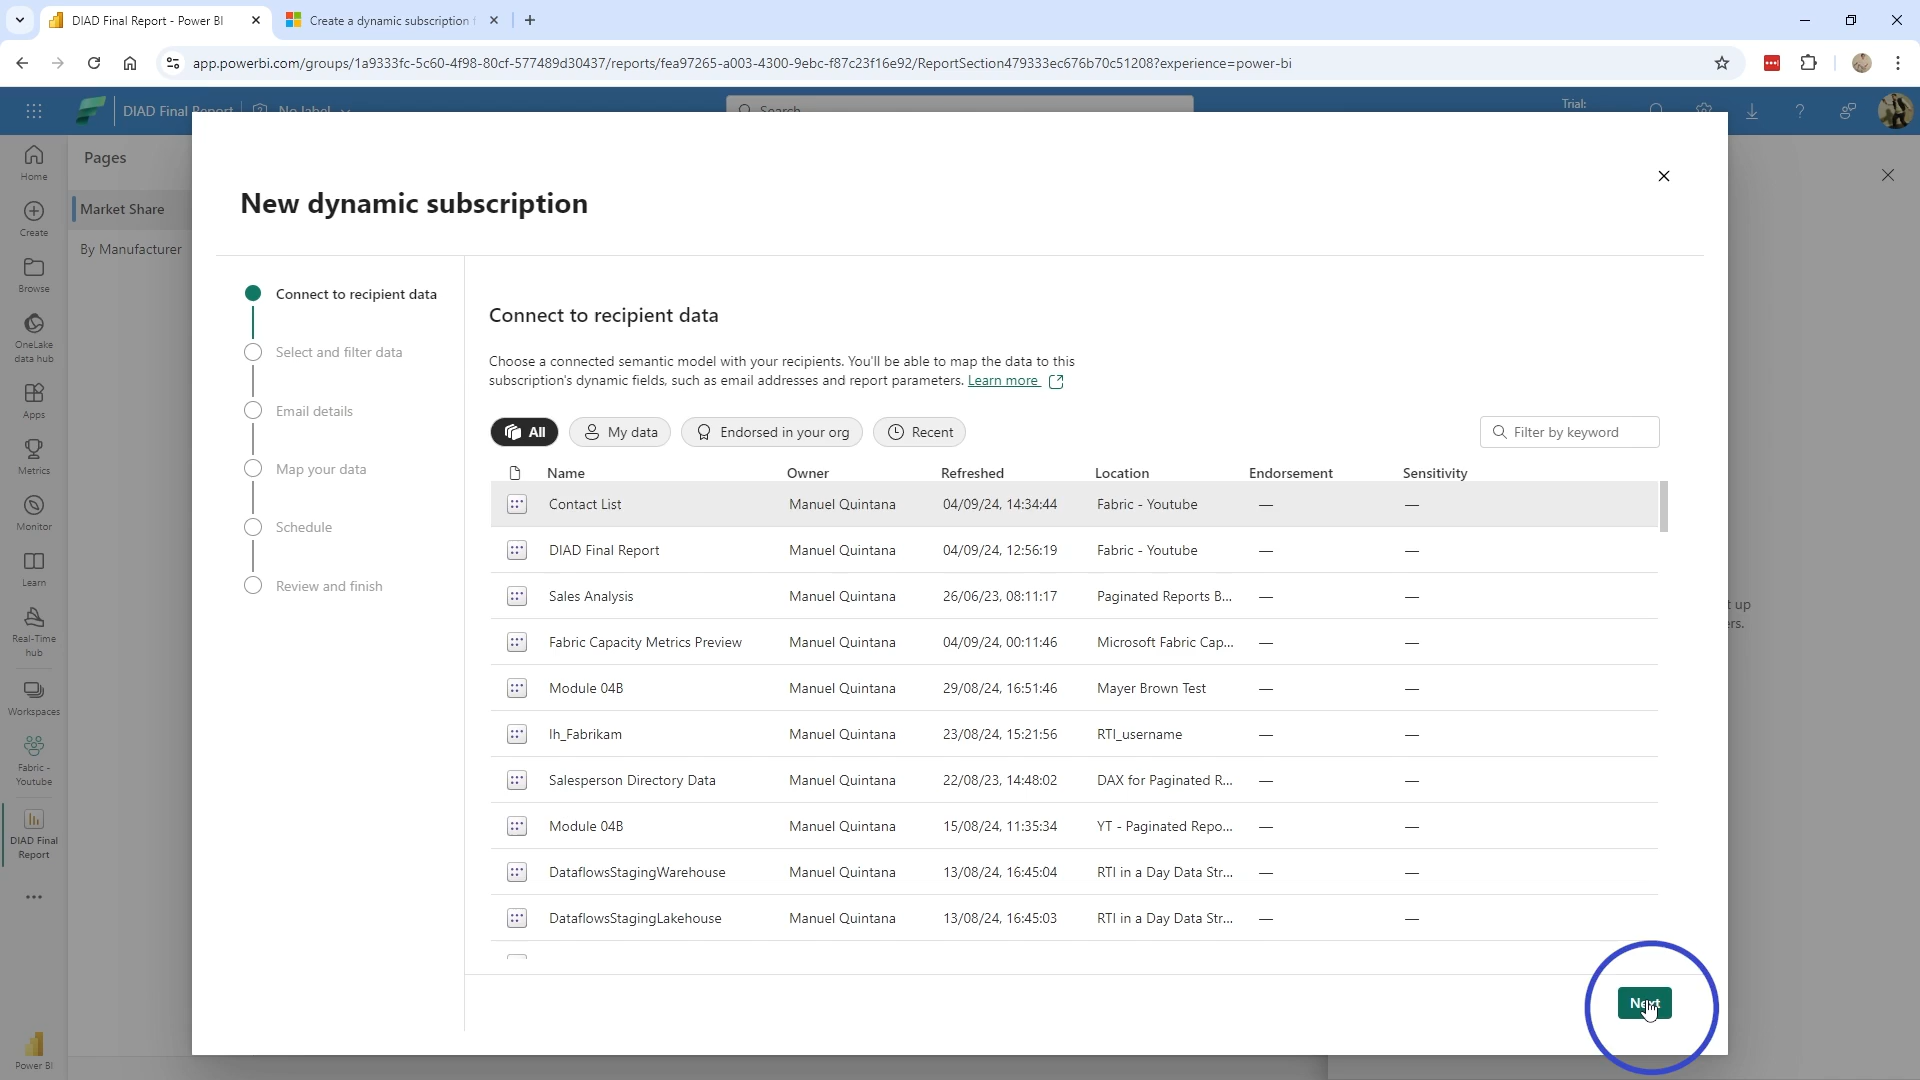 DIAD Final Report - Power BI
Create a dynamic subscription
app.powerbi.com/groups/1a9333fc-5c60-4f98-80cf-577489d30437/reports/fea97265-a003-4300-9ebc-f87c23f16e92/ReportSection479333ec676b70c51208?experience=power-bi
DIAD Final Report
No label
Search
Trial:
Home
Create
Browse
OneLake
data hub
Apps
Metrics
Monitor
Learn
Real-Time
hub
Workspaces
Fabric -
Youtube
DIAD Final
Report
Power BI
Pages
Market Share
By Manufacturer
New dynamic subscription
Connect to recipient data
Select and filter data
Email details
Map your data
Schedule
Review and finish
Connect to recipient data
Choose a connected semantic model with your recipients. You'll be able to map the data to this
subscription's dynamic fields, such as email addresses and report parameters. Learn more
All
My data
Endorsed in your org
Recent
Filter by keyword
Name Owner Refreshed Location Endorsement Sensitivity
Contact List Manuel Quintana 04/09/24, 14:34:44 Fabric - Youtube — —
DIAD Final Report Manuel Quintana 04/09/24, 12:56:19 Fabric - Youtube — —
Sales Analysis Manuel Quintana 26/06/23, 08:11:17 Paginated Reports B... — —
Fabric Capacity Metrics Preview Manuel Quintana 04/09/24, 00:11:46 Microsoft Fabric Cap... — —
Module 04B Manuel Quintana 29/08/24, 16:51:46 Mayer Brown Test — —
lh_Fabrikam Manuel Quintana 23/08/24, 15:21:56 RTI_username — —
Salesperson Directory Data Manuel Quintana 22/08/23, 14:48:02 DAX for Paginated R... — —
Module 04B Manuel Quintana 15/08/24, 11:35:34 YT - Paginated Repo... — —
DataflowsStagingWarehouse Manuel Quintana 13/08/24, 16:45:04 RTI in a Day Data Str... — —
DataflowsStagingLakehouse Manuel Quintana 13/08/24, 16:45:03 RTI in a Day Data Str... — —
Next
t up
ers.